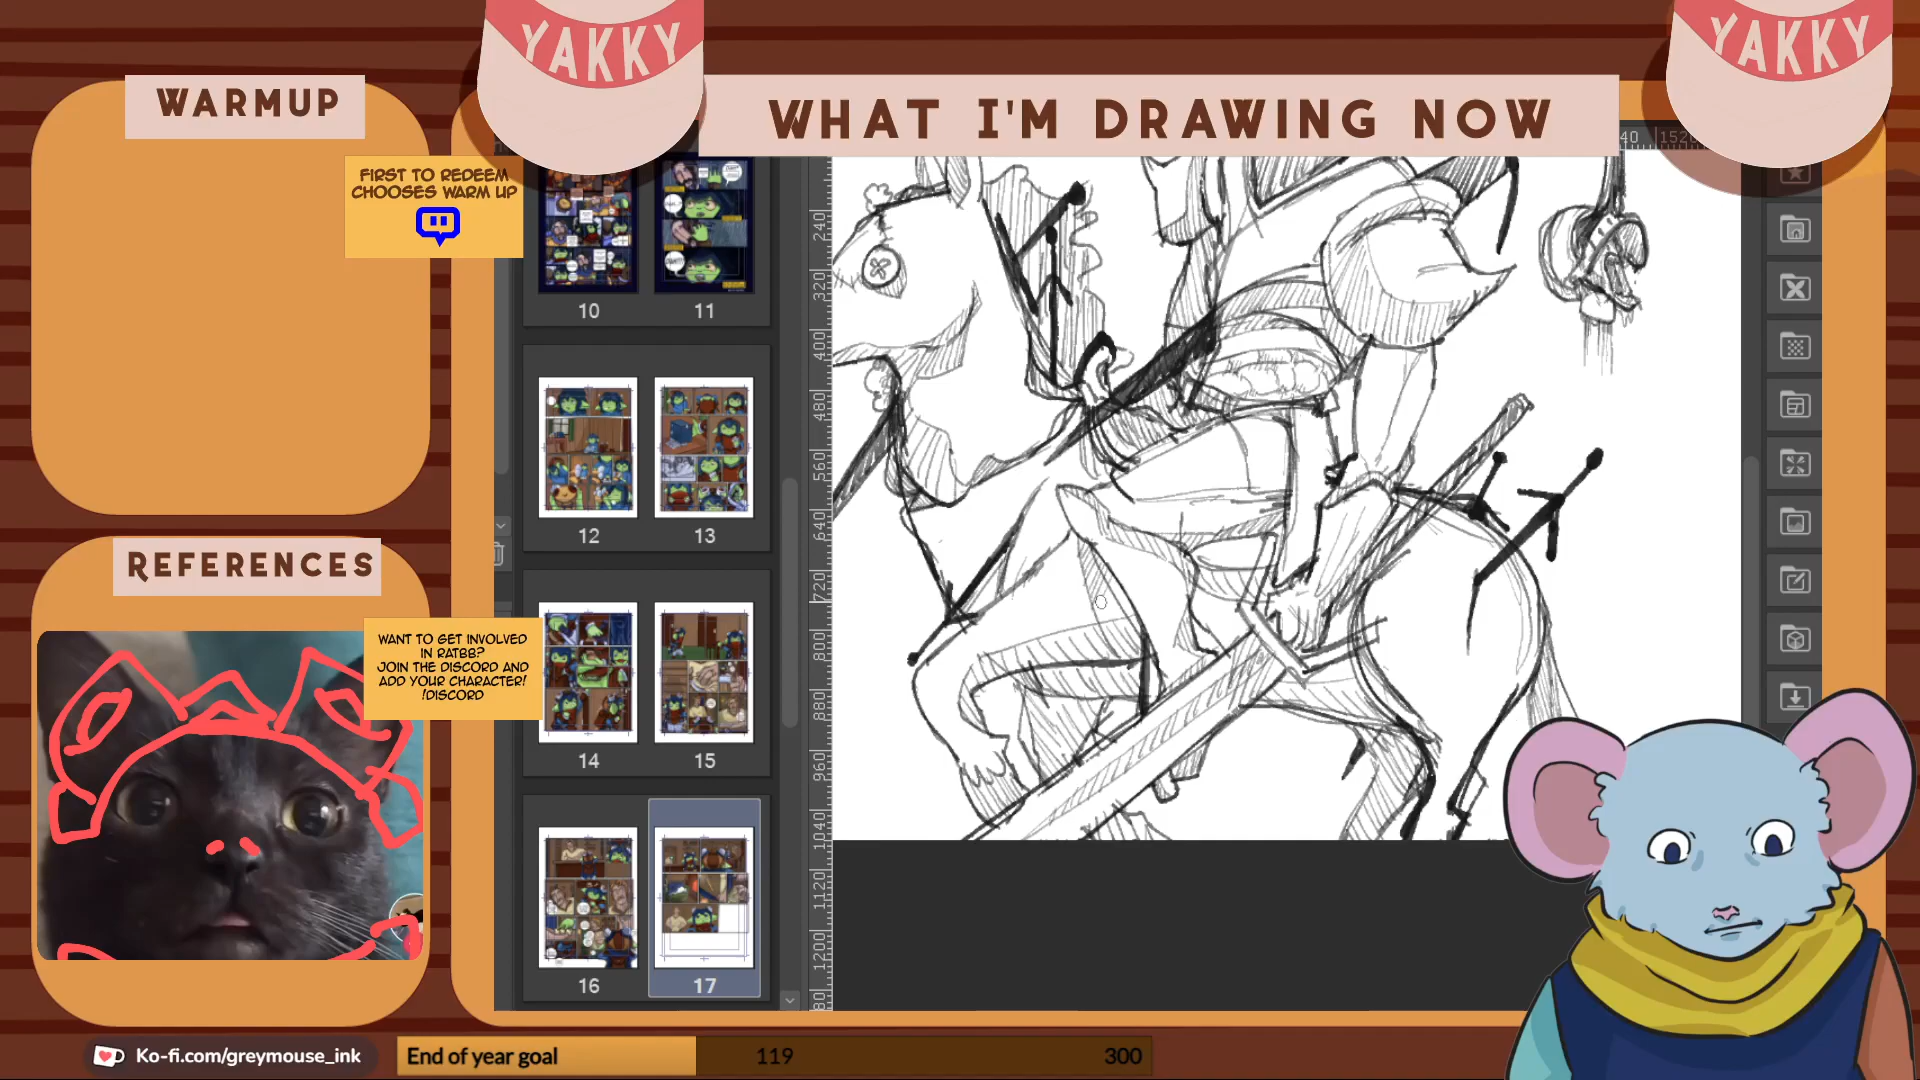 YAKKY
YAKKY
WARMUP
WHAT I'M DRAWING NOW
FIRST TO REDEEM
CHOOSES WARM UP
10
11
12
13
14
15
16
17
240
320
400
480
560
640
720
800
880
960
1040
1120
1200
REFERENCES
WANT TO GET INVOLVED
IN RATBB?
JOIN THE DISCORD AND
ADD YOUR CHARACTER!
!DISCORD
Ko-fi.com/greymouse_ink
End of year goal
119
300